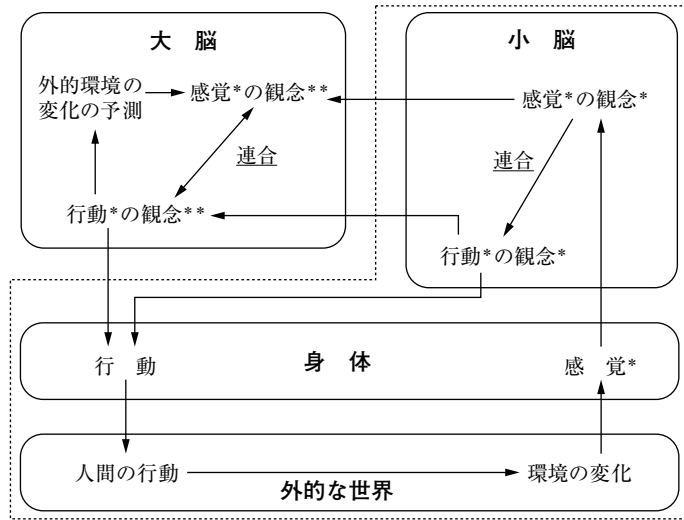 大 脳
小 脳
外的環境の
変化の予測
感覚*の観念**
感覚*の観念*
連合
連合
行動*の観念**
行動*の観念*
行 動
身 体
感 覚*
人間の行動
外的な世界
環境の変化